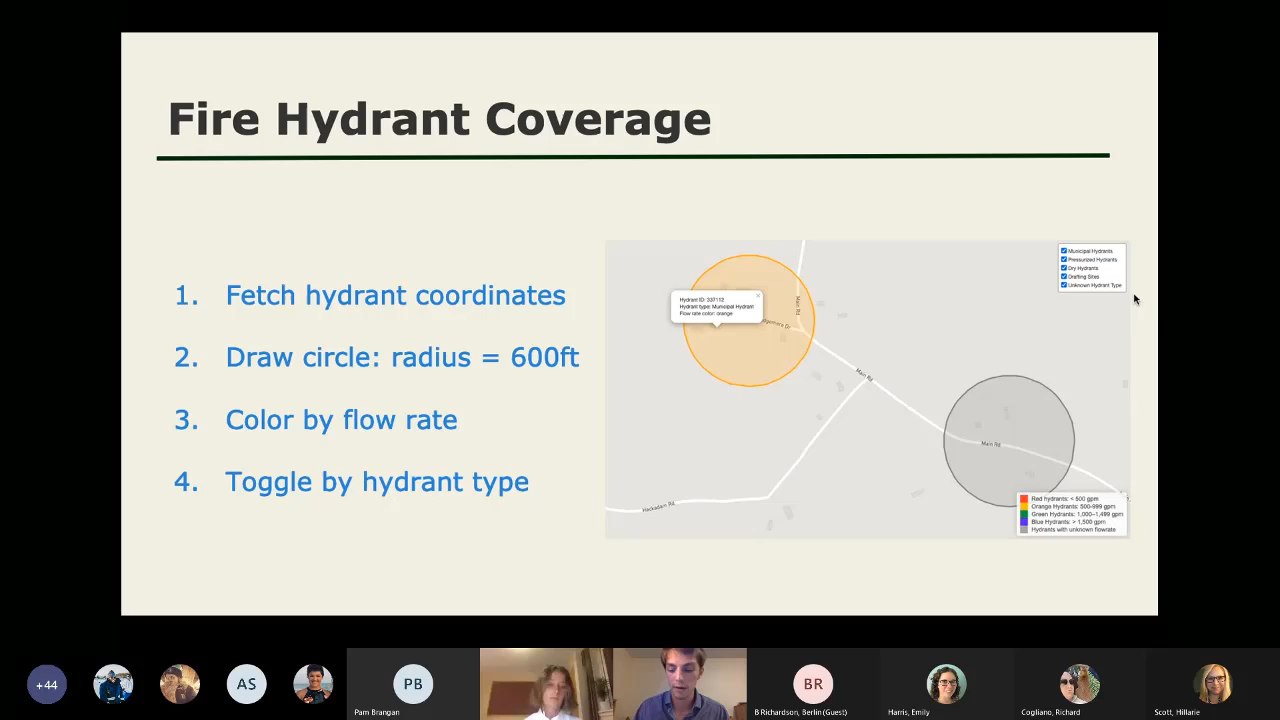 Fire Hydrant Coverage
1. Fetch hydrant coordinates
2. Draw circle: radius = 600ft
3. Color by flow rate
4. Toggle by hydrant type
Municipal Hydrants
Pressurized Hydrants
Dry Hydrants
Drafting Sites
Unknown Hydrant Type
Hydrant ID: 337112
Hydrant type: Municipal Hydrant
Flow rate color: orange
Main Rd
Main Rd
Main Rd
Red hydrants: < 500 gpm
Orange Hydrants: 500-999 gpm
Green Hydrants: 1,000–1,499 gpm
Blue Hydrants: > 1,500 gpm
Hydrants with unknown flowrate
+44
AS
PB
Pam Brangan
BR
B Richardson, Berlin (Guest)
Harris, Emily
Cogliano, Richard
Scott, Hillarie